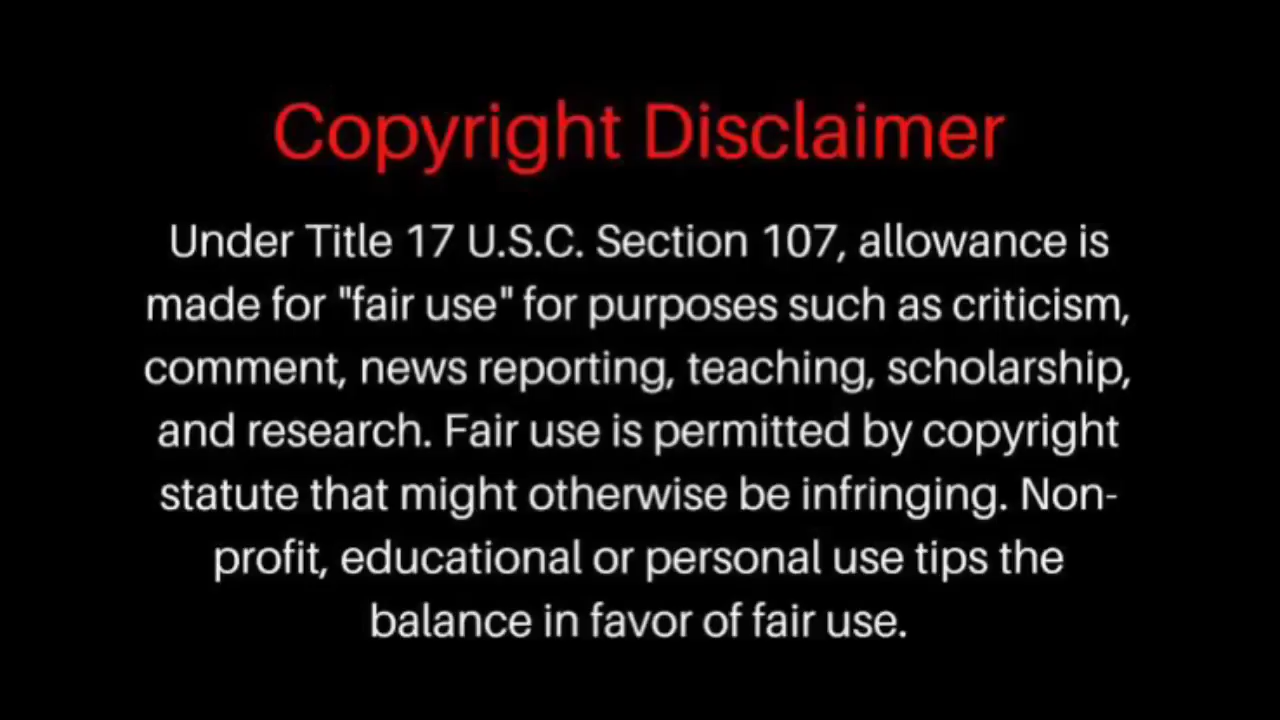 Copyright Disclaimer
Under Title 17 U.S.C. Section 107, allowance is
made for "fair use" for purposes such as criticism,
comment, news reporting, teaching, scholarship,
and research. Fair use is permitted by copyright
statute that might otherwise be infringing. Non-
profit, educational or personal use tips the
balance in favor of fair use.